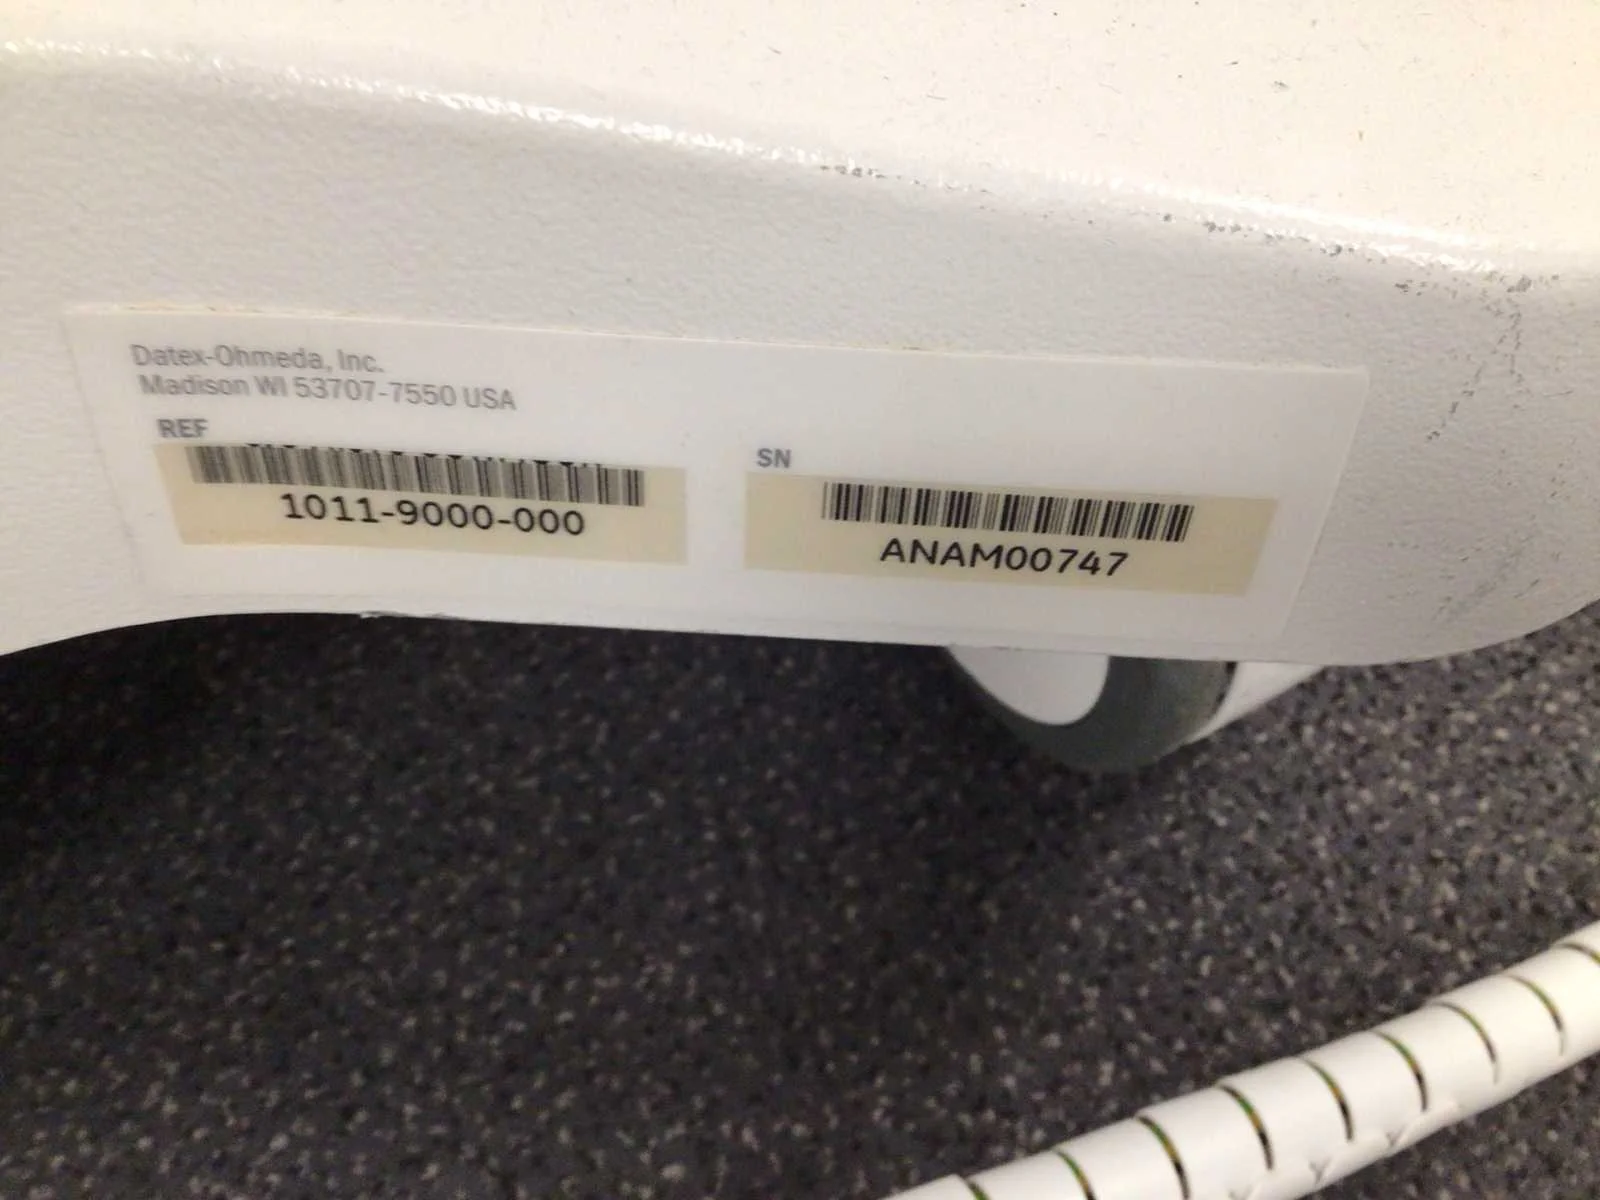 Datex-Ohmeda, Inc.
Madison WI 53707-7550 USA
REF
1011-9000-000
SN
ANAM00747